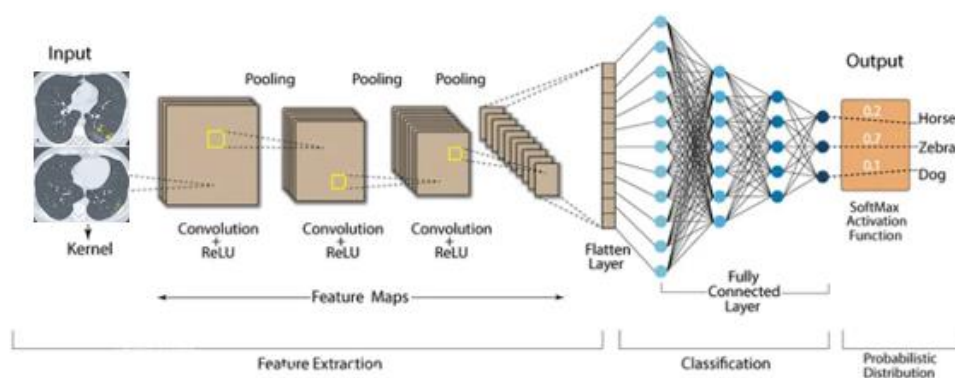 Input
Pooling
Pooling
Pooling
Output
0.2
Horse
0.7
Zebra
0.1
Dog
Kernel
Convolution
+
ReLU
Convolution
+
ReLU
Convolution
+
ReLU
Flatten
Layer
SoftMax
Activation
Function
Feature Maps
Fully
Connected
Layer
Feature Extraction
Classification
Probabilistic
Distribution